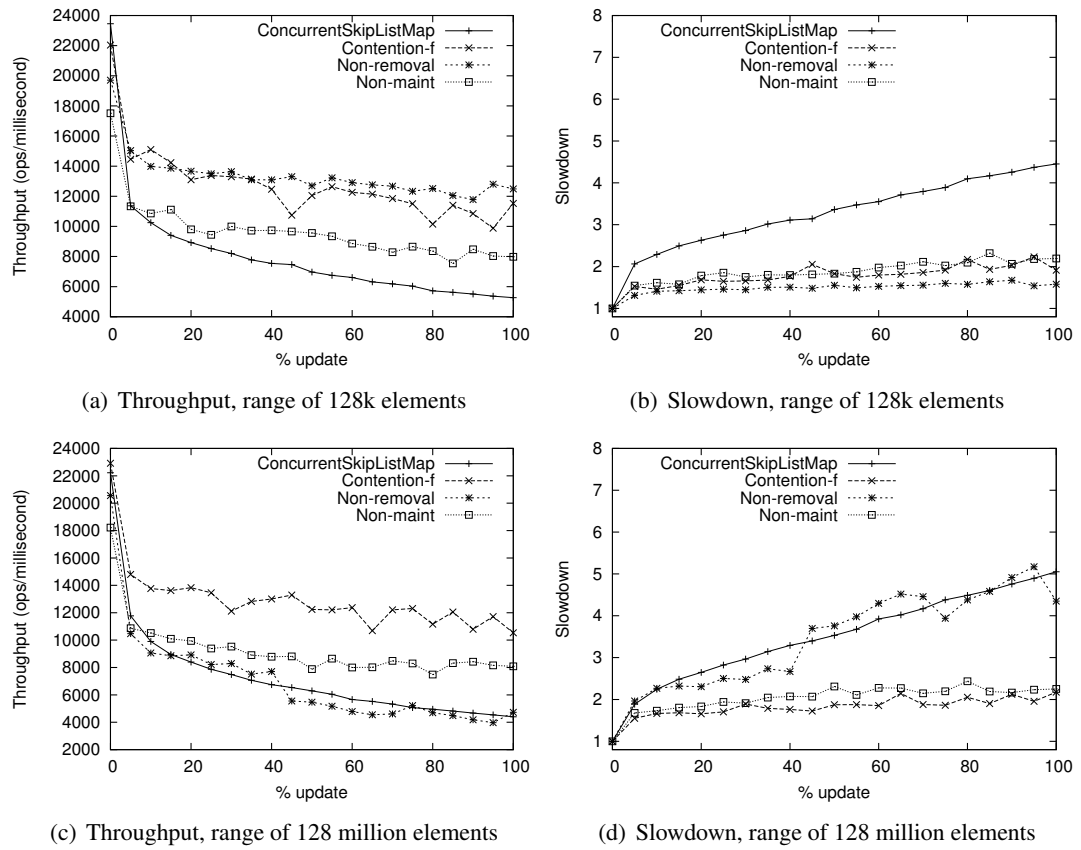 24000
22000
20000
18000
16000
14000
12000
10000
8000
6000
4000
Throughput (ops/millisecond)
ConcurrentSkipListMap
Contention-f
Non-removal
Non-maint
0 20 40 60 80 100
% update
(a) Throughput, range of 128k elements
8
7
6
5
4
3
2
1
Slowdown
ConcurrentSkipListMap
Contention-f
Non-removal
Non-maint
0 20 40 60 80 100
% update
(b) Slowdown, range of 128k elements
24000
22000
20000
18000
16000
14000
12000
10000
8000
6000
4000
2000
Throughput (ops/millisecond)
ConcurrentSkipListMap
Contention-f
Non-removal
Non-maint
0 20 40 60 80 100
% update
(c) Throughput, range of 128 million elements
8
7
6
5
4
3
2
1
Slowdown
ConcurrentSkipListMap
Contention-f
Non-removal
Non-maint
0 20 40 60 80 100
% update
(d) Slowdown, range of 128 million elements